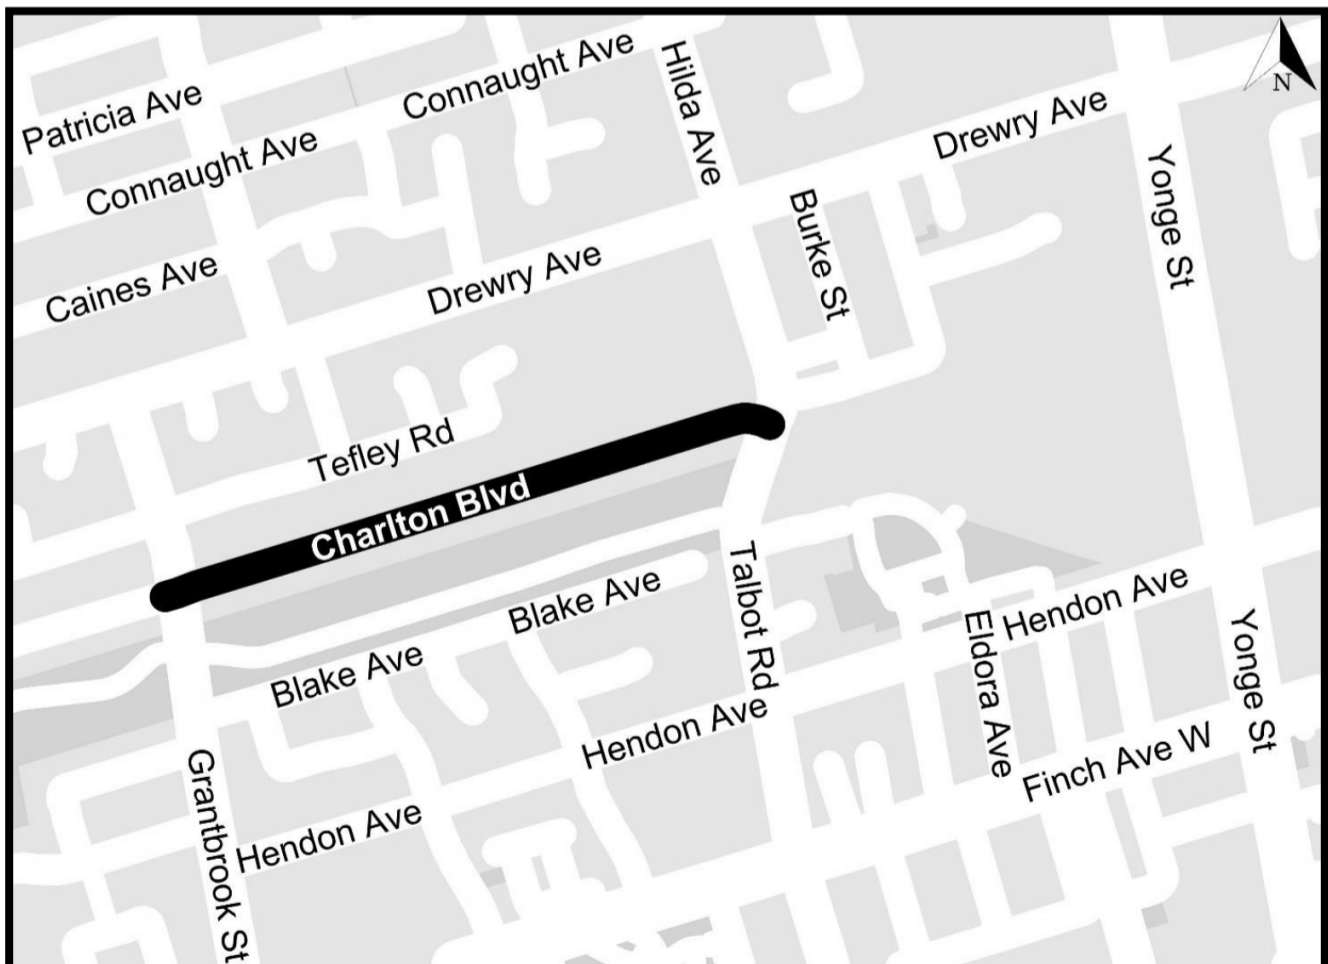 Connaught Ave
Hilda Ave
N
Patricia Ave
Drewry Ave
Connaught Ave
Yonge St
Burke St
Caines Ave
Drewry Ave
Tefley Rd
Charlton Blvd
Talbot Rd
Blake Ave
Hendon Ave
Eldora Ave
Yonge St
Blake Ave
Hendon Ave
Finch Ave W
Grantbrook St
Hendon Ave